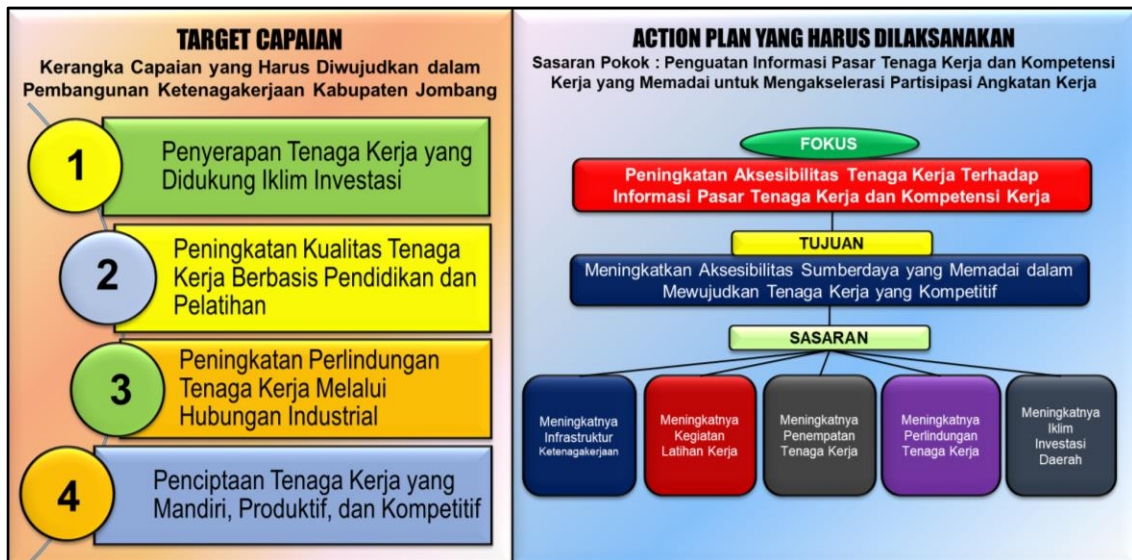 TARGET CAPAIAN
Kerangka Capaian yang Harus Diwujudkan dalam
Pembangunan Ketenagakerjaan Kabupaten Jombang
1
Penyerapan Tenaga Kerja yang
Didukung Iklim Investasi
2
Peningkatan Kualitas Tenaga
Kerja Berbasis Pendidikan dan
Pelatihan
3
Peningkatan Perlindungan
Tenaga Kerja Melalui
Hubungan Industrial
4
Penciptaan Tenaga Kerja yang
Mandiri, Produktif, dan Kompetitif
ACTION PLAN YANG HARUS DILAKSANAKAN
Sasaran Pokok : Penguatan Informasi Pasar Tenaga Kerja dan Kompetensi
Kerja yang Memadai untuk Mengakselerasi Partisipasi Angkatan Kerja
FOKUS
Peningkatan Aksesibilitas Tenaga Kerja Terhadap
Informasi Pasar Tenaga Kerja dan Kompetensi Kerja
TUJUAN
Meningkatkan Aksesibilitas Sumberdaya yang Memadai dalam
Mewujudkan Tenaga Kerja yang Kompetitif
SASARAN
Meningkatnya
Infrastruktur
Ketenagakerjaan
Meningkatnya
Kegiatan
Latihan Kerja
Meningkatnya
Penempatan
Tenaga Kerja
Meningkatnya
Perlindungan
Tenaga Kerja
Meningkatnya
Iklim
Investasi
Daerah